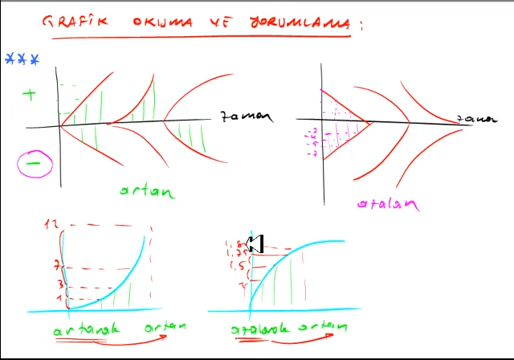 GRAFİK OKUMA VE YORUMLAMA:
***
+
zaman
zaman
-
artan
azalan
12
7
3
1
1,75
1,5
1
artarak artan
azalarak artan